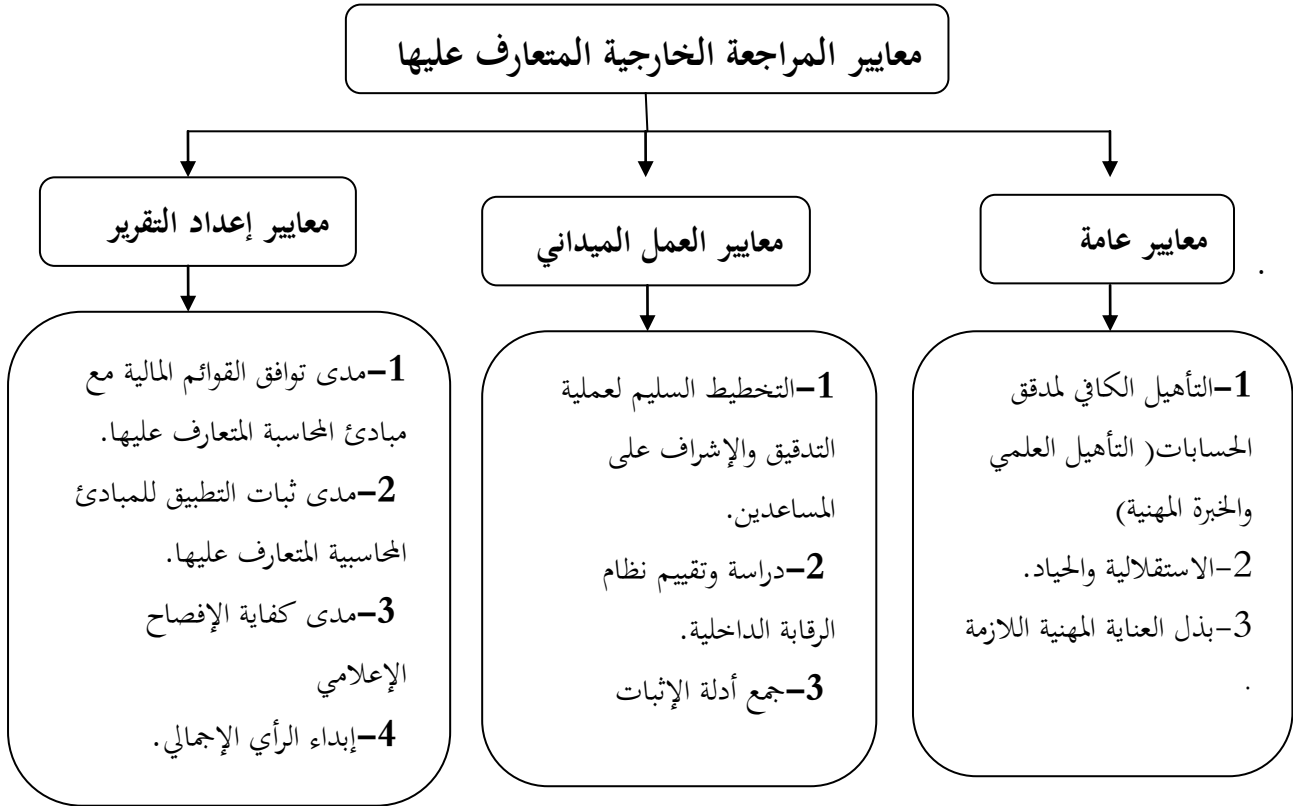 معايير المراجعة الخارجية المتعارف عليها
معايير عامة
.
معايير العمل الميداني
معايير إعداد التقرير
1–التأهيل الكافي لمدقق
الحسابات( التأهيل العلمي
والخبرة المهنية)
2-الاستقلالية والحياد.
3-بذل العناية المهنية اللازمة
.
1–التخطيط السليم لعملية
التدقيق والإشراف على
المساعدين.
2–دراسة وتقييم نظام
الرقابة الداخلية.
3–جمع أدلة الإثبات
1–مدى توافق القوائم المالية مع
مبادئ المحاسبة المتعارف عليها.
2–مدى ثبات التطبيق للمبادئ
المحاسبية المتعارف عليها.
3–مدى كفاية الإفصاح
الإعلامي
4–إبداء الرأي الإجمالي.